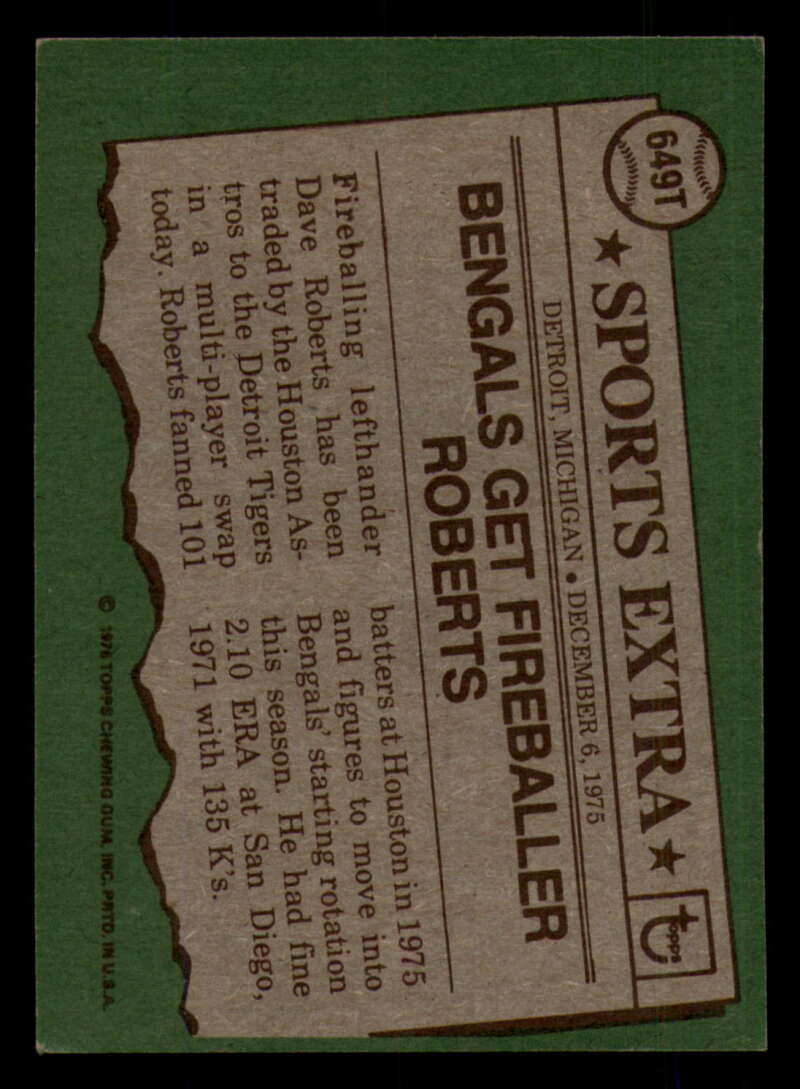 649T
★ SPORTS EXTRA ★
topps
DETROIT, MICHIGAN • DECEMBER 6, 1975
BENGALS GET FIREBALLER
ROBERTS
Fireballing lefthander
Dave Roberts has been
traded by the Houston As-
tros to the Detroit Tigers
in a multi-player swap
today. Roberts fanned 101
batters at Houston in 1975
and figures to move into
Bengals' starting rotation
this season. He had fine
2.10 ERA at San Diego,
1971 with 135 K's.
© 1976 TOPPS CHEWING GUM, INC. PRTD. IN U.S.A.